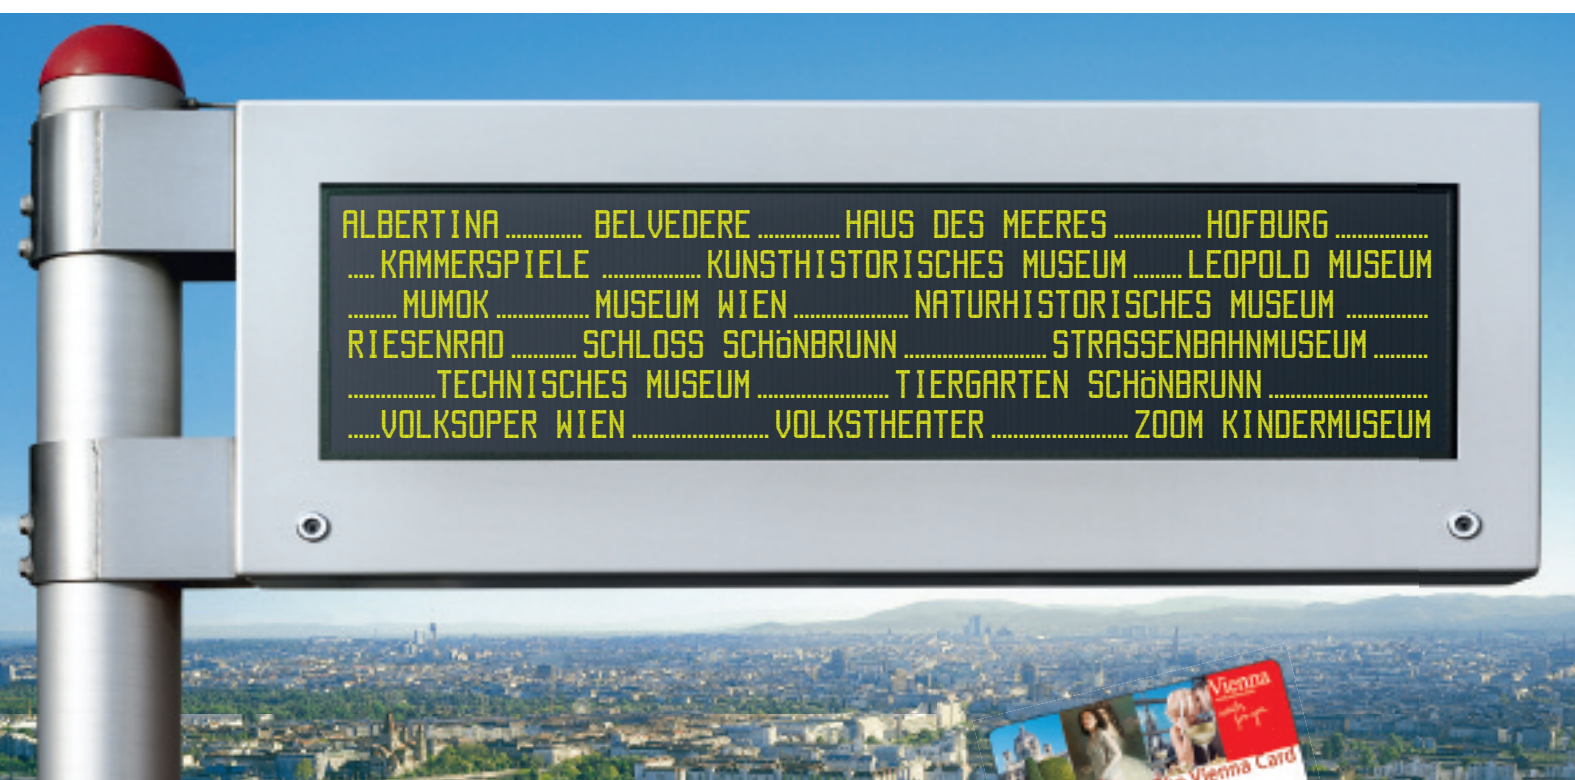 ALBERTINA.............. BELVEDERE...............HAUS DES MEERES................HOFBURG.................
.....KAMMERSPIELE ..................KUNSTHISTORISCHES MUSEUM.........LEOPOLD MUSEUM
.........MUMOK.................MUSEUM WIEN.....................NATURHISTORISCHES MUSEUM ...............
RIESENRAD............SCHLOSS SCHÖNBRUNN..........................STRASSENBAHNMUSEUM..........
................TECHNISCHES MUSEUM........................TIERGARTEN SCHÖNBRUNN.............................
......VOLKSOPER WIEN.........................VOLKSTHEATER.........................ZOOM KINDERMUSEUM
Vienna
Vienna Card